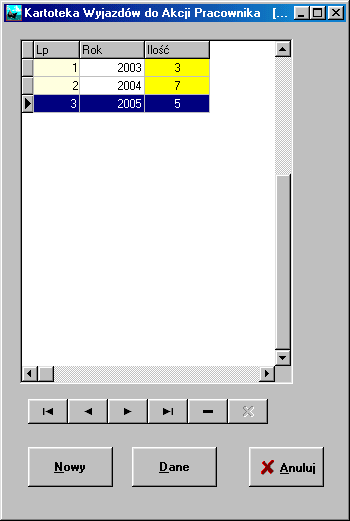 Kartoteka Wyjazdów do Akcji Pracownika [...
Lp Rok Ilość
1 2003 3
2 2004 7
3 2005 5
Nowy Dane Anuluj